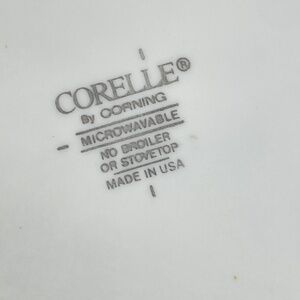 CORELLE®
By CORNING
MICROWAVABLE
NO BROILER
OR STOVETOP
MADE IN USA